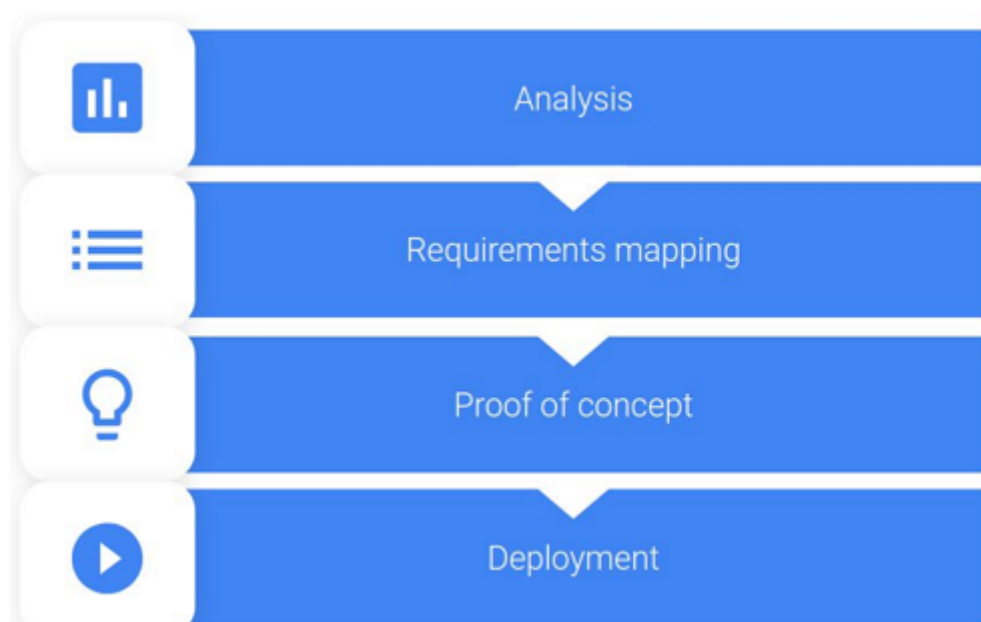 Analysis
Requirements mapping
Proof of concept
Deployment